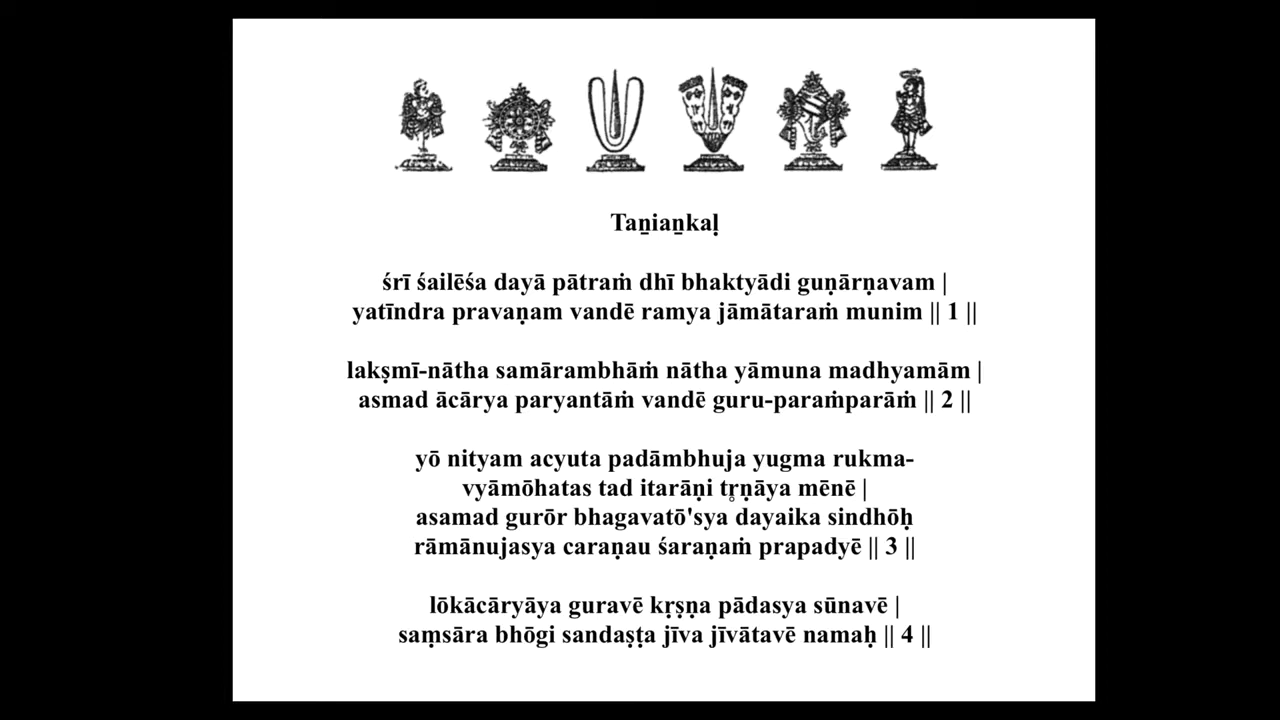 Taṉiaṉkaḷ
śrī śailēśa dayā pātraṁ dhī bhaktyādi guṇārṇavam |
yatīndra pravaṇam vandē ramya jāmātaraṁ munim || 1 ||
lakṣmī-nātha samārambhāṁ nātha yāmuna madhyamām |
asmad ācārya paryantāṁ vandē guru-paraṁparāṁ || 2 ||
yō nityam acyuta padāmbhuja yugma rukma-
vyāmōhatas tad itarāṇi tr̥ṇāya mēnē |
asamad gurōr bhagavatō'sya dayaika sindhōḥ
rāmānujasya caraṇau śaraṇaṁ prapadyē || 3 ||
lōkācāryāya guravē kṛṣṇa pādasya sūnavē |
saṃsāra bhōgi sandaṣṭa jīva jīvātavē namaḥ || 4 ||